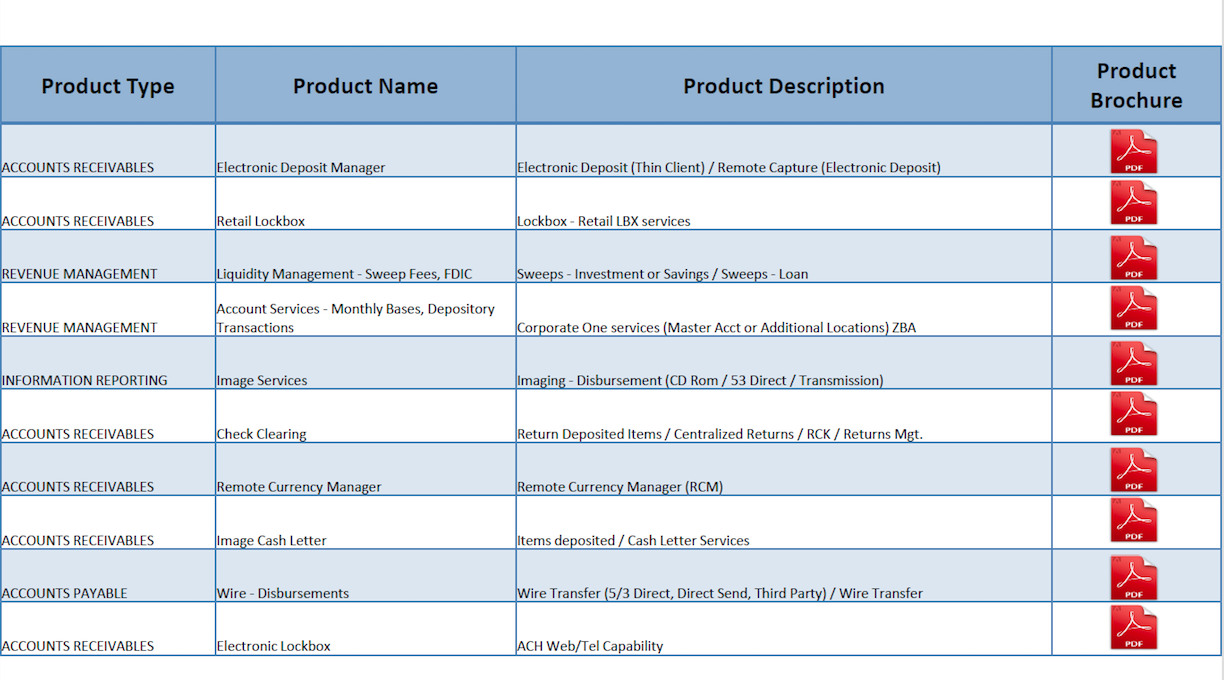 Product Type Product Name Product Description Product
Brochure
ACCOUNTS RECEIVABLES Electronic Deposit Manager Electronic Deposit (Thin Client) / Remote Capture (Electronic Deposit) PDF
ACCOUNTS RECEIVABLES Retail Lockbox Lockbox - Retail LBX services PDF
REVENUE MANAGEMENT Liquidity Management - Sweep Fees, FDIC Sweeps - Investment or Savings / Sweeps - Loan PDF
Account Services - Monthly Bases, Depository
REVENUE MANAGEMENT Transactions Corporate One services (Master Acct or Additional Locations) ZBA PDF
INFORMATION REPORTING Image Services Imaging - Disbursement (CD Rom / 53 Direct / Transmission) PDF
ACCOUNTS RECEIVABLES Check Clearing Return Deposited Items / Centralized Returns / RCK / Returns Mgt. PDF
ACCOUNTS RECEIVABLES Remote Currency Manager Remote Currency Manager (RCM) PDF
ACCOUNTS RECEIVABLES Image Cash Letter Items deposited / Cash Letter Services PDF
ACCOUNTS PAYABLE Wire - Disbursements Wire Transfer (5/3 Direct, Direct Send, Third Party) / Wire Transfer PDF
ACCOUNTS RECEIVABLES Electronic Lockbox ACH Web/Tel Capability PDF